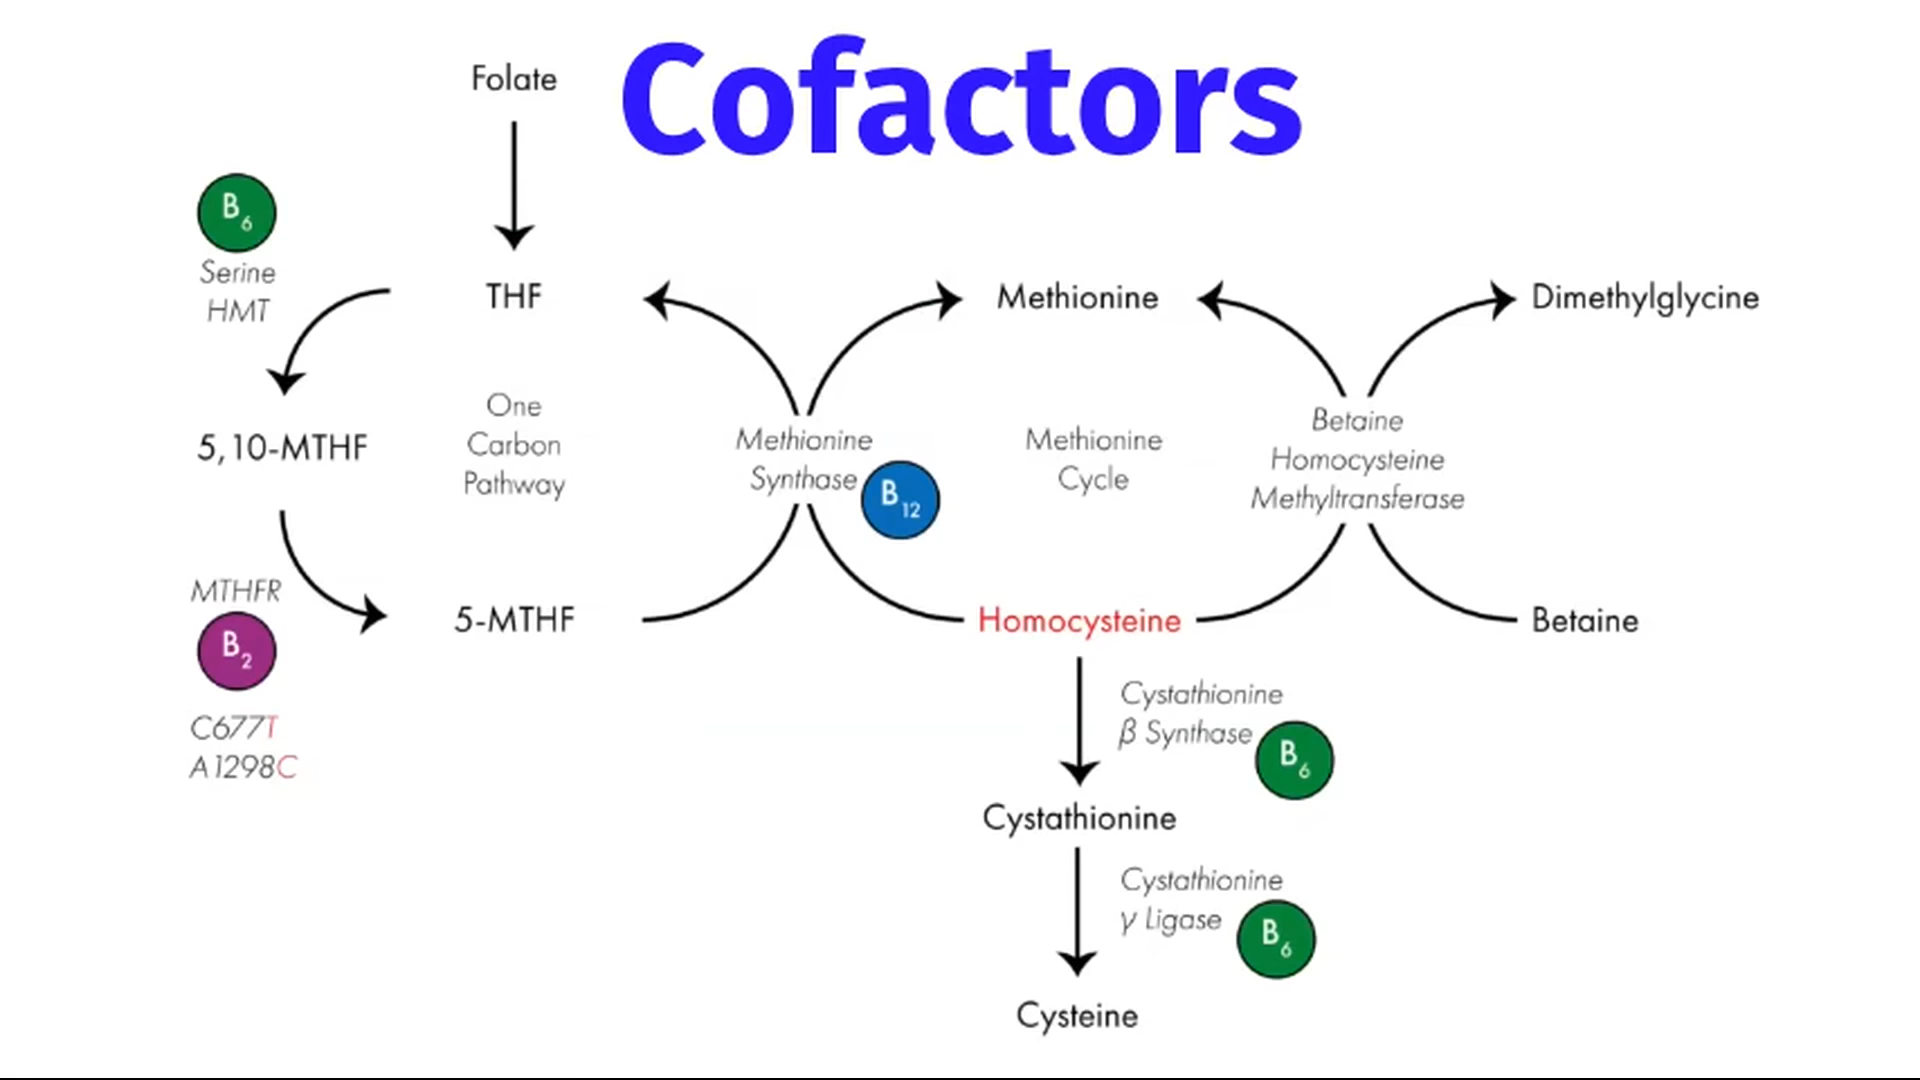 Cofactors
Folate
B6
Serine
HMT
THF
Methionine
Dimethylglycine
5,10-MTHF
One
Carbon
Pathway
Methionine
Synthase
B12
Methionine
Cycle
Betaine
Homocysteine
Methyltransferase
MTHFR
B2
C677T
A1298C
5-MTHF
Homocysteine
Betaine
Cystathionine
β Synthase
B6
Cystathionine
Cystathionine
γ Ligase
B6
Cysteine